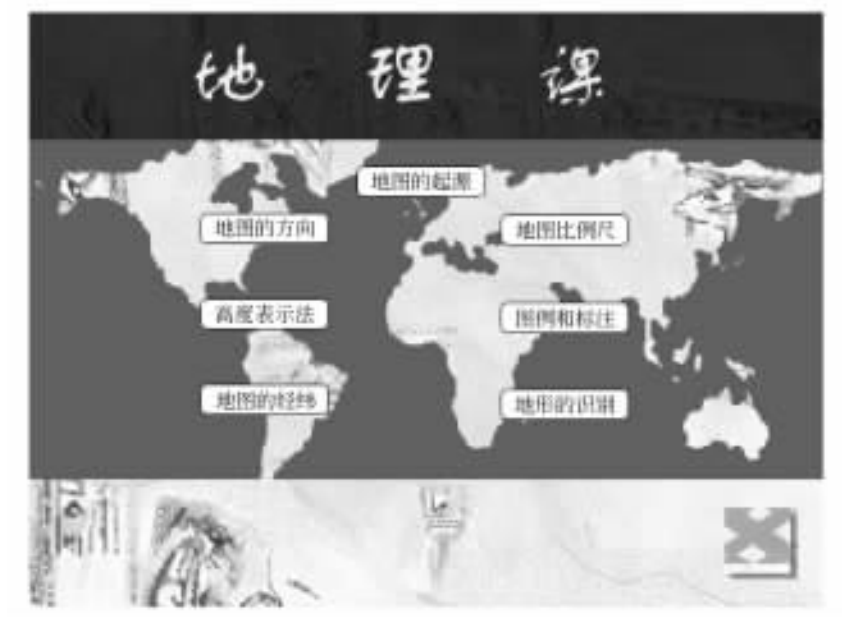 地理课
地图的起源
地图的方向
地图比例尺
高度表示法
图例和标注
地图的经纬
地形的识别